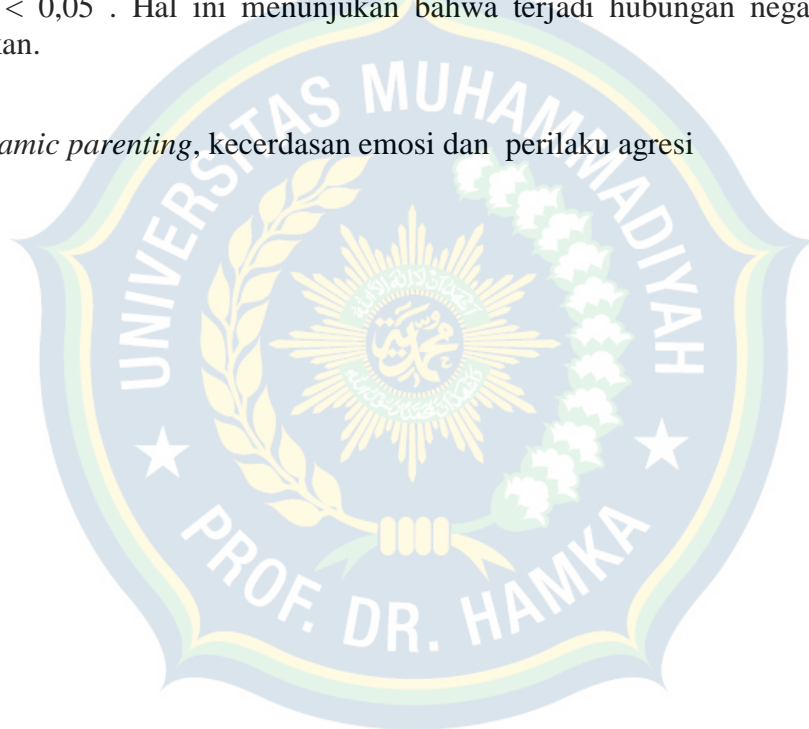 < 0,05 . Hal ini menunjukan bahwa terjadi hubungan nega
kan.
amic parenting, kecerdasan emosi dan perilaku agresi
UNIVERSITAS MUHAMMADIYAH
PROF. DR. HAMKA